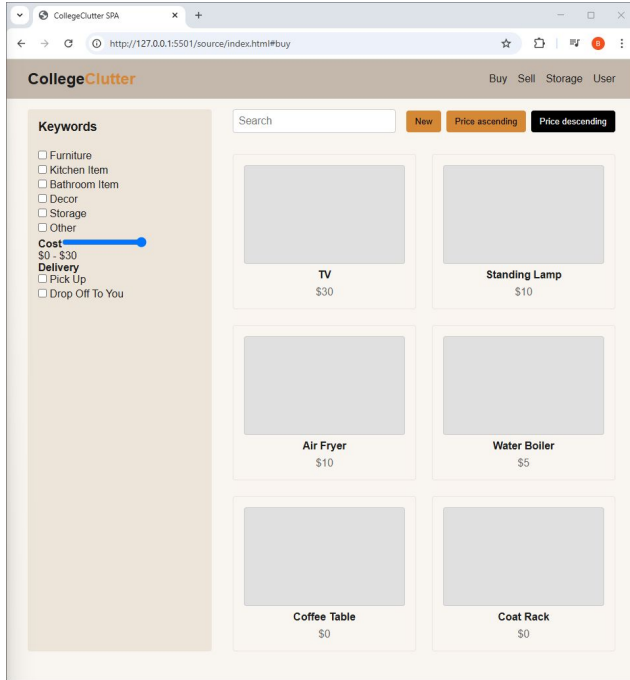 CollegeClutter SPA
http://127.0.0.1:5501/source/index.html#buy
B
CollegeClutter
Buy Sell Storage User
Keywords
Furniture
Kitchen Item
Bathroom Item
Decor
Storage
Other
Cost
$0 - $30
Delivery
Pick Up
Drop Off To You
Search
New
Price ascending
Price descending
TV
$30
Standing Lamp
$10
Air Fryer
$10
Water Boiler
$5
Coffee Table
$0
Coat Rack
$0